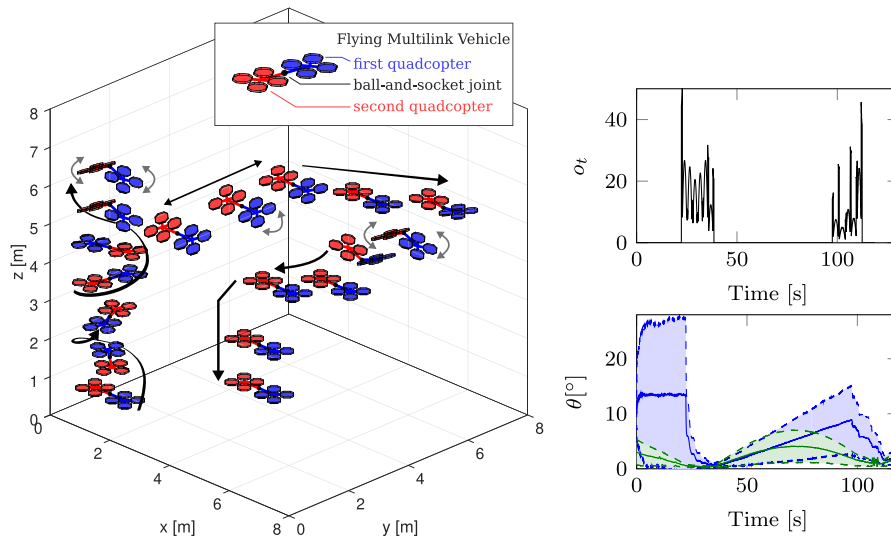 Flying Multilink Vehicle
first quadcopter
ball-and-socket joint
second quadcopter
8
7
6
5
4
3
2
1
0
z [m]
0
2
4
6
8
x [m]
0
2
4
6
8
y [m]
40
20
0
o_t
0
50
100
Time [s]
20
10
0
θ[°]
0
50
100
Time [s]